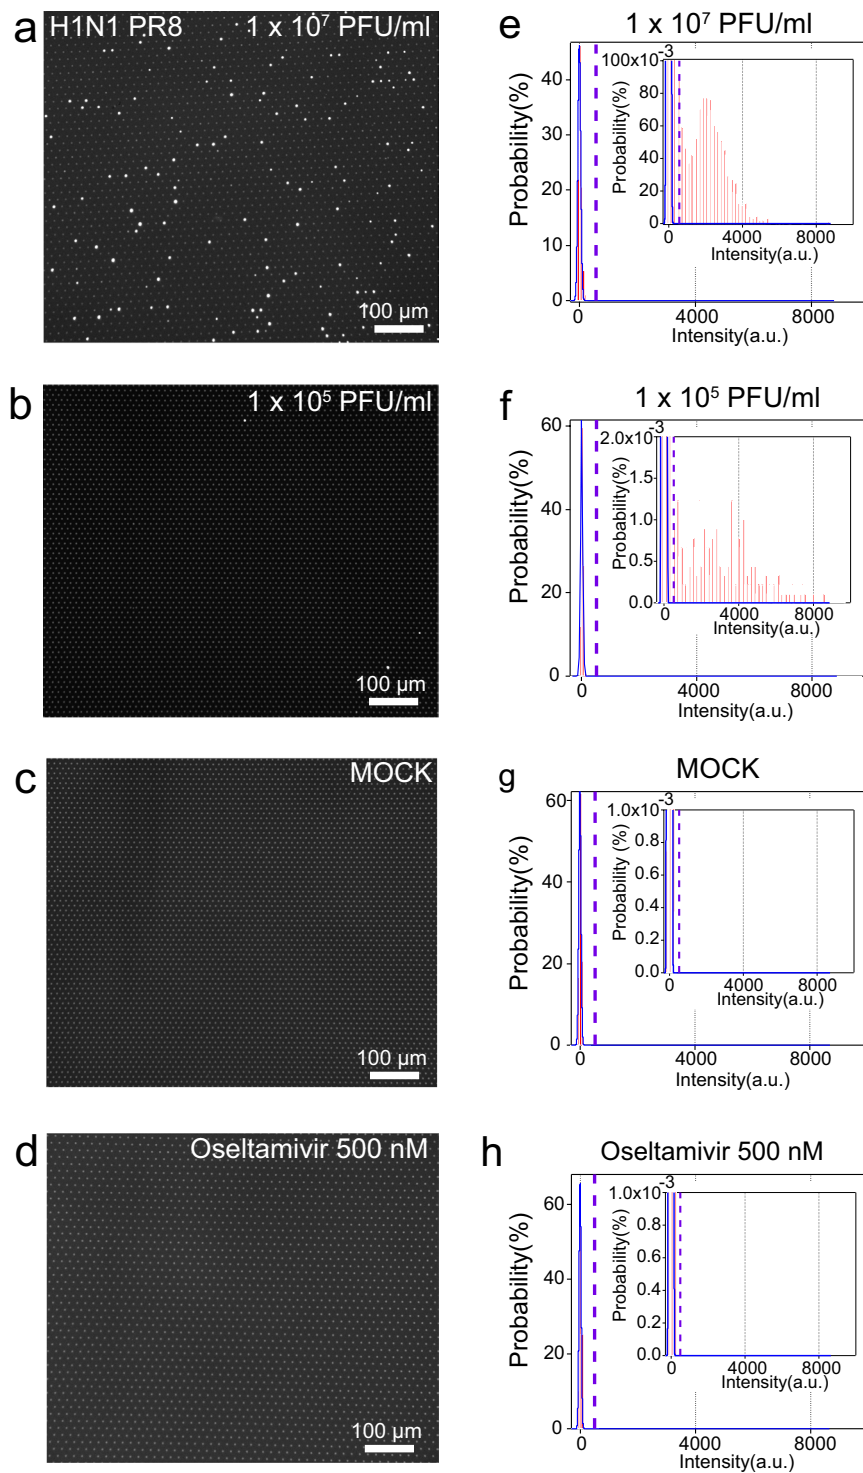 a
H1N1 PR8
1 x 10⁷ PFU/ml
100 µm
e
1 x 10⁷ PFU/ml
Probability(%)
40
30
20
10
0
0
4000
8000
Intensity(a.u.)
100x10⁻³
Probability(%)
80
60
40
20
0
0
4000
8000
Intensity(a.u.)
b
1 x 10⁵ PFU/ml
100 µm
f
1 x 10⁵ PFU/ml
Probability(%)
60
40
20
0
0
4000
8000
Intensity(a.u.)
2.0x10⁻³
Probability(%)
1.5
1.0
0.5
0.0
0
4000
8000
Intensity(a.u.)
c
MOCK
100 µm
g
MOCK
Probability(%)
60
40
20
0
0
4000
8000
Intensity(a.u.)
1.0x10⁻³
Probability (%)
0.8
0.6
0.4
0.2
0.0
0
4000
8000
Intensity(a.u.)
d
Oseltamivir 500 nM
100 µm
h
Oseltamivir 500 nM
Probability(%)
60
40
20
0
0
4000
8000
Intensity(a.u.)
1.0x10⁻³
Probability(%)
0.8
0.6
0.4
0.2
0.0
0
4000
8000
Intensity(a.u.)